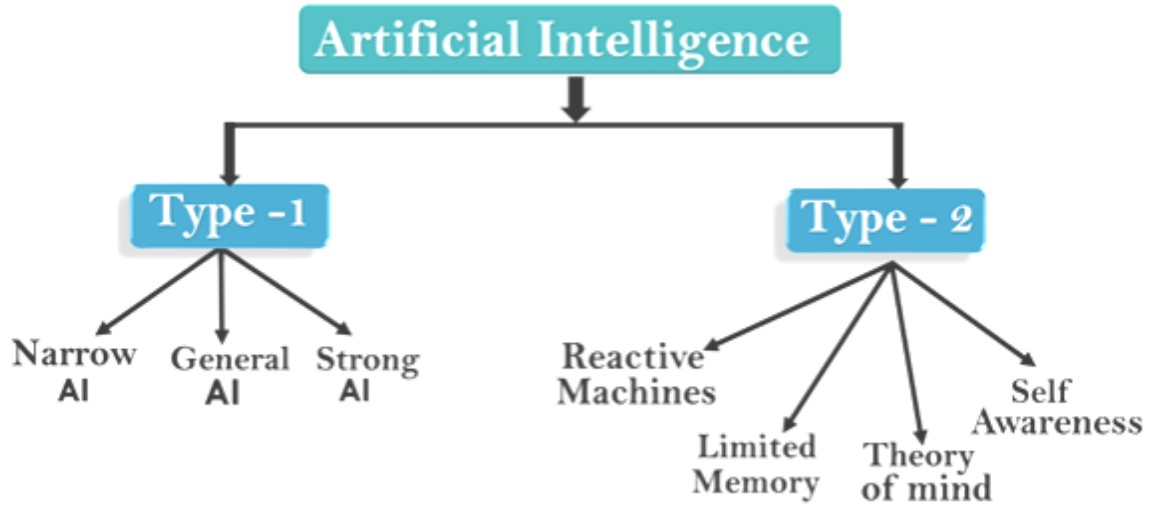 Artificial Intelligence
Type -1
Type - 2
Narrow
AI
General
AI
Strong
AI
Reactive
Machines
Limited
Memory
Theory
of mind
Self
Awareness